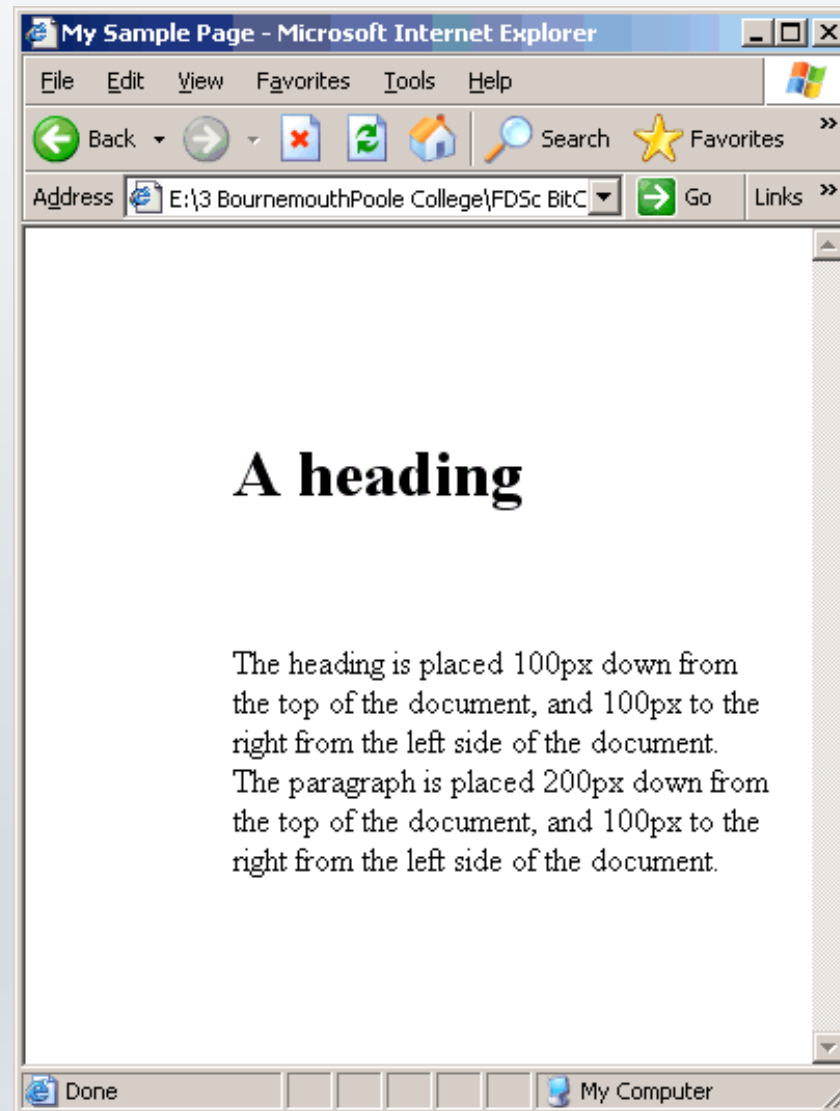 My Sample Page - Microsoft Internet Explorer
File Edit View Favorites Tools Help
Back Search Favorites »
Address E:\3 BournemouthPoole College\FDSc BitC Go Links »
A heading
The heading is placed 100px down from
the top of the document, and 100px to the
right from the left side of the document.
The paragraph is placed 200px down from
the top of the document, and 100px to the
right from the left side of the document.
Done My Computer